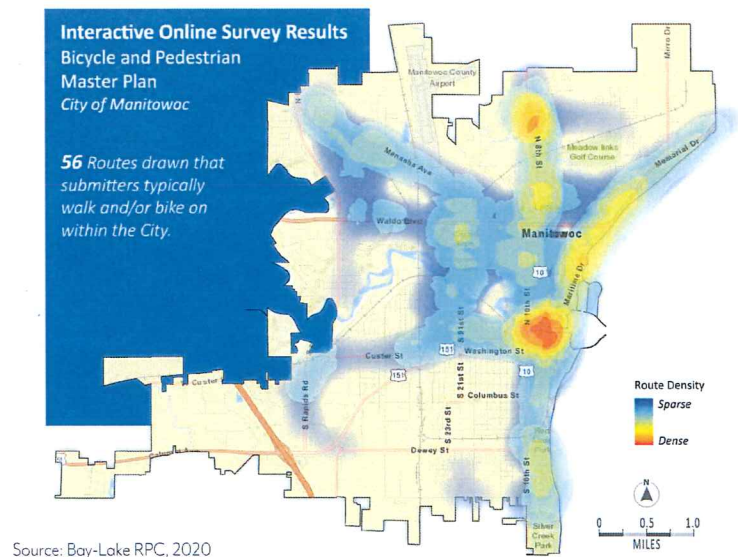 Interactive Online Survey Results
Bicycle and Pedestrian
Master Plan
City of Manitowoc
56 Routes drawn that
submitters typically
walk and/or bike on
within the City.
Manitowoc County
Airport
Menasha Ave
N 8th St
Meadow links
Golf Course
Memorial Dr
Waldo Blvd
Manitowoc
10
Maritime Dr
N 10th St
S 21st St
151
Custer St
Washington St
151
10
S 21st St
Columbus St
S Rapids Rd
S 23rd St
Dewey St
S 10th St
Silver
Creek
Park
Route Density
Sparse
Dense
N
0 0.5 1.0
MILES
Source: Bay-Lake RPC, 2020